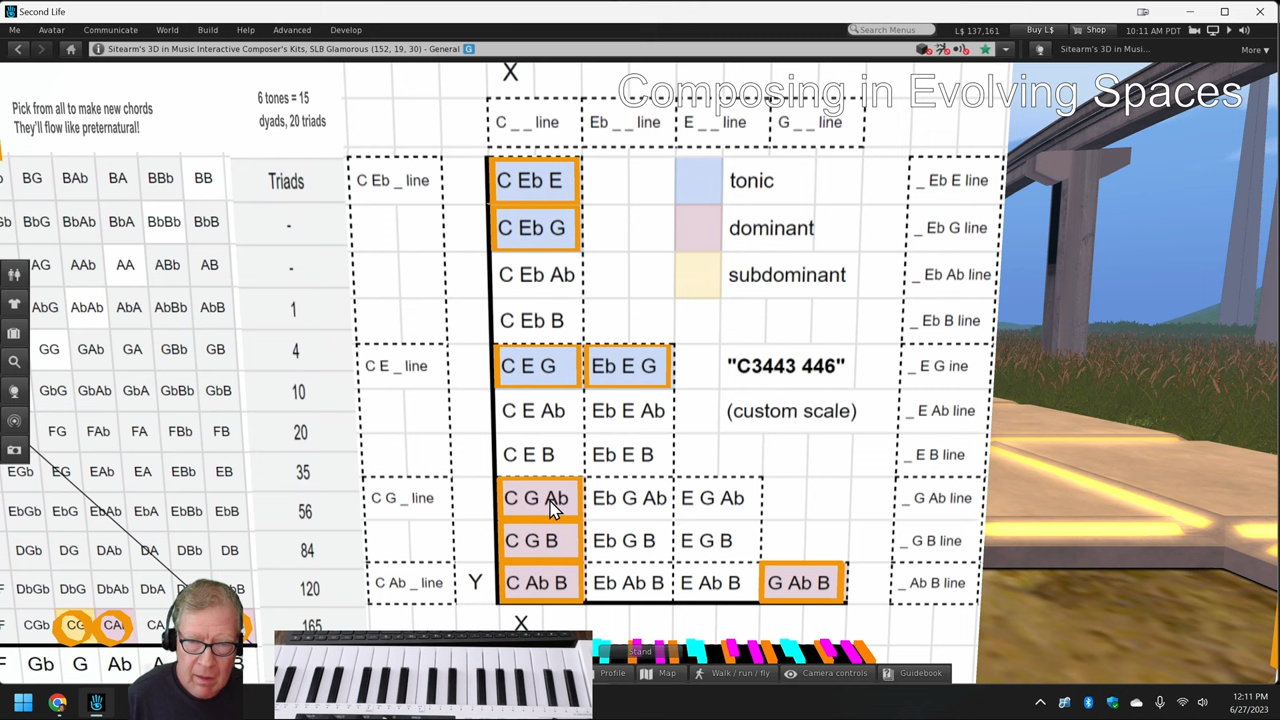 Second Life
Me Avatar Communicate World Build Help Advanced Develop
Search Menus
L$ 137,161
Buy L$
Shop
10:11 AM PDT
Sitearm's 3D in Music Interactive Composer's Kits, SLB Glamorous (152, 19, 30) - General G
Sitearm's 3D in Musi...
More ▾
Composing in Evolving Spaces
Pick from all to make new chords
They'll flow like preternatural!
6 tones = 15
dyads, 20 triads
X
C _ _ line Eb _ _ line E _ _ line G _ _ line
BG BAb BA BBb BB Triads
C Eb _ line C Eb E tonic _ Eb E line
BbG BbAb BbA BbBb BbB -
C Eb G dominant _ Eb G line
AG AAb AA ABb AB -
C Eb Ab subdominant _ Eb Ab line
AbG AbAb AbA AbBb AbB 1
C Eb B _ Eb B line
GG GAb GA GBb GB 4
C E _ line C E G Eb E G "C3443 446" _ E G ine
GbG GbAb GbA GbBb GbB 10
C E Ab Eb E Ab (custom scale) _ E Ab line
FG FAb FA FBb FB 20
C E B Eb E B _ E B line
EGb EG EAb EA EBb EB 35
C G _ line C G Ab Eb G Ab E G Ab _ G Ab line
EbGb EbG EbAb EbA EbBb EbB 56
C G B Eb G B E G B _ G B line
DGb DG DAb DA DBb DB 84
C Ab _ line Y C Ab B Eb Ab B E Ab B G Ab B _ Ab B line
DbG DbAb DbA DbBb DbB 120
X
CGb CG 165
F Gb G Ab A
Stand
Profile Map Walk / run / fly Camera controls Guidebook
12:11 PM
6/27/2023